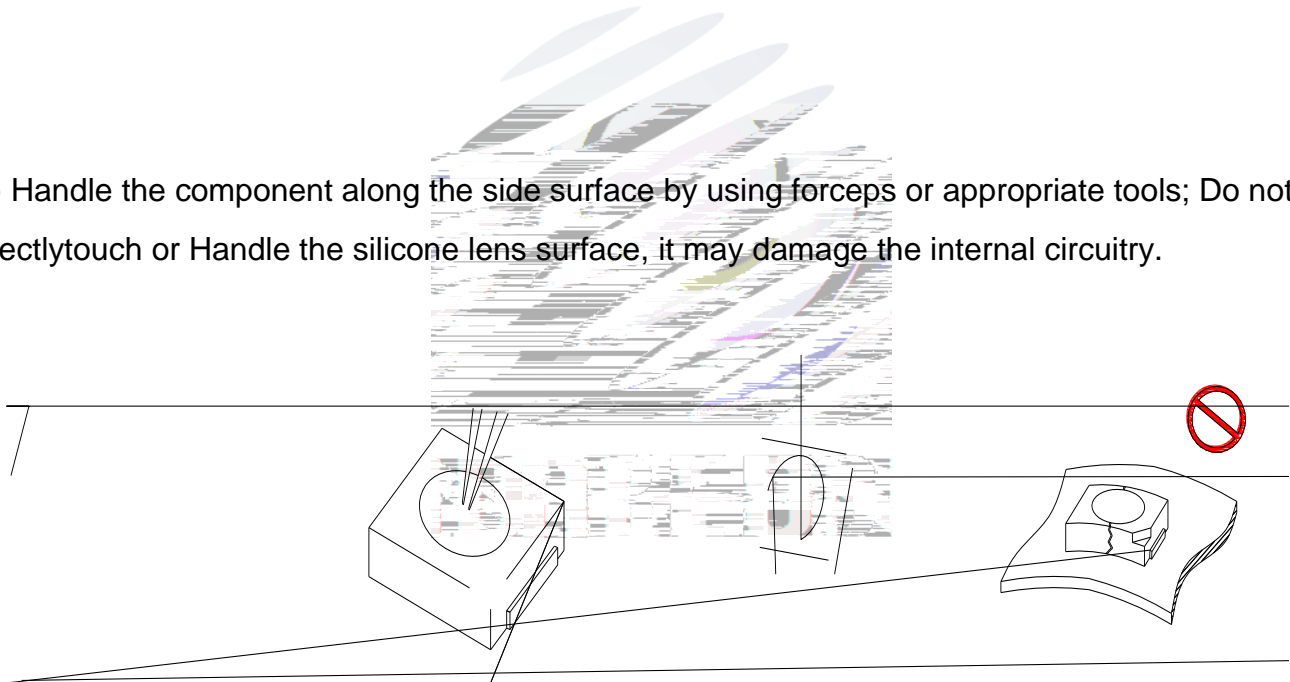 Handle the component along the side surface by using forceps or appropriate tools; Do not
ectlytouch or Handle the silicone lens surface, it may damage the internal circuitry.